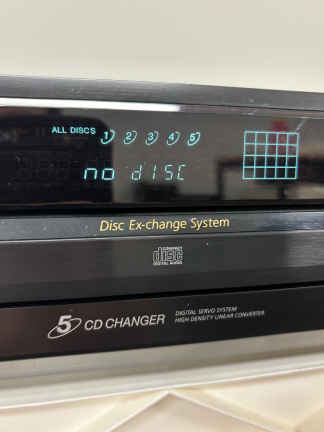 ALL DISCS 1 2 3 4 5
no dISC
Disc Ex-change System
COMPACT
disc
DIGITAL AUDIO
5 CD CHANGER
DIGITAL SERVO SYSTEM
HIGH DENSITY LINEAR CONVERTER